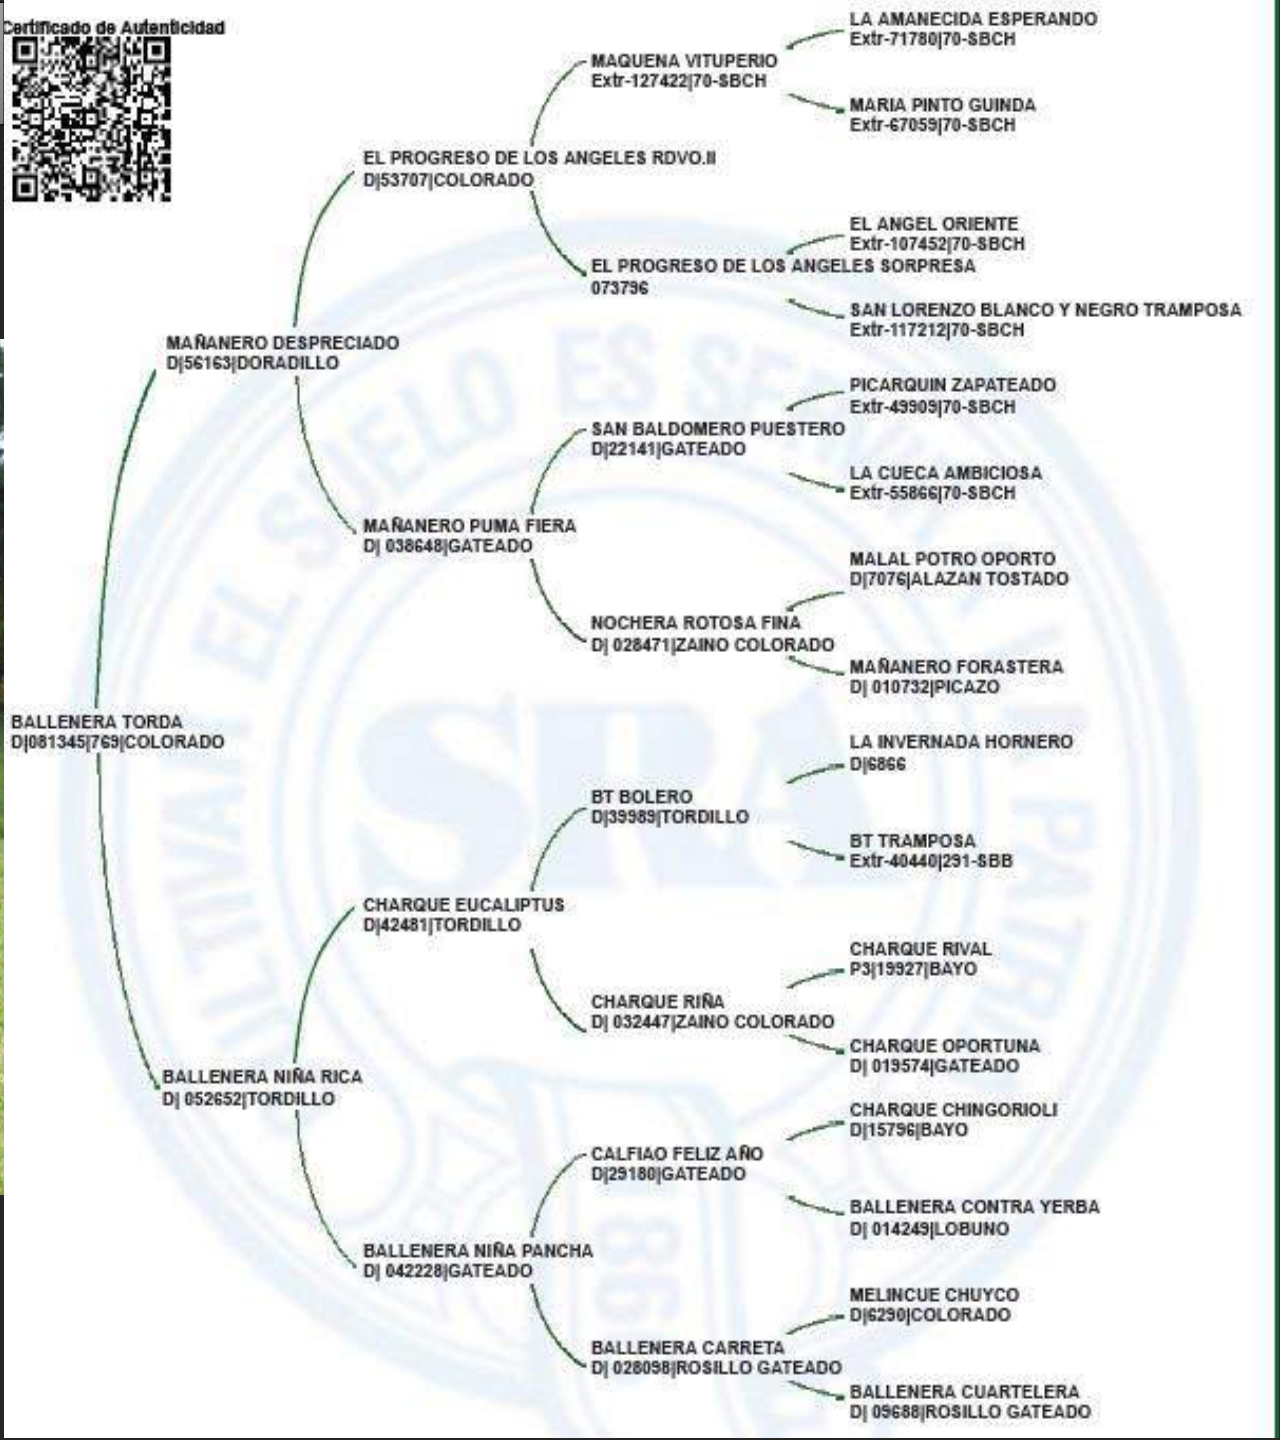 Certificado de Autenticidad
LA AMANECIDA ESPERANDO
Extr-71780|70-SBCH
MAQUENA VITUPERIO
Extr-127422|70-SBCH
MARIA PINTO GUINDA
Extr-67059|70-SBCH
EL PROGRESO DE LOS ANGELES RDVO.II
D|53707|COLORADO
EL ANGEL ORIENTE
Extr-107452|70-SBCH
EL PROGRESO DE LOS ANGELES SORPRESA
073796
SAN LORENZO BLANCO Y NEGRO TRAMPOSA
Extr-117212|70-SBCH
MAÑANERO DESPRECIADO
D|56163|DORADILLO
PICARQUIN ZAPATEADO
Extr-49909|70-SBCH
SAN BALDOMERO PUESTERO
D|22141|GATEADO
LA CUECA AMBICIOSA
Extr-55866|70-SBCH
MAÑANERO PUMA FIERA
D| 038648|GATEADO
MALAL POTRO OPORTO
D|7076|ALAZAN TOSTADO
NOCHERA ROTOSA FINA
D| 028471|ZAINO COLORADO
MAÑANERO FORASTERA
D| 010732|PICAZO
BALLENERA TORDA
D|081345|769|COLORADO
LA INVERNADA HORNERO
D|6866
BT BOLERO
D|39989|TORDILLO
BT TRAMPOSA
Extr-40440|291-SBB
CHARQUE EUCALIPTUS
D|42481|TORDILLO
CHARQUE RIVAL
P3|19927|BAYO
CHARQUE RIÑA
D| 032447|ZAINO COLORADO
CHARQUE OPORTUNA
D| 019574|GATEADO
BALLENERA NIÑA RICA
D| 052652|TORDILLO
CHARQUE CHINGORIOLI
D|15796|BAYO
CALFIAO FELIZ AÑO
D|29180|GATEADO
BALLENERA CONTRA YERBA
D| 014249|LOBUNO
BALLENERA NIÑA PANCHA
D| 042228|GATEADO
MELINCUE CHUYCO
D|6290|COLORADO
BALLENERA CARRETA
D| 028098|ROSILLO GATEADO
BALLENERA CUARTELERA
D| 09688|ROSILLO GATEADO
SRA